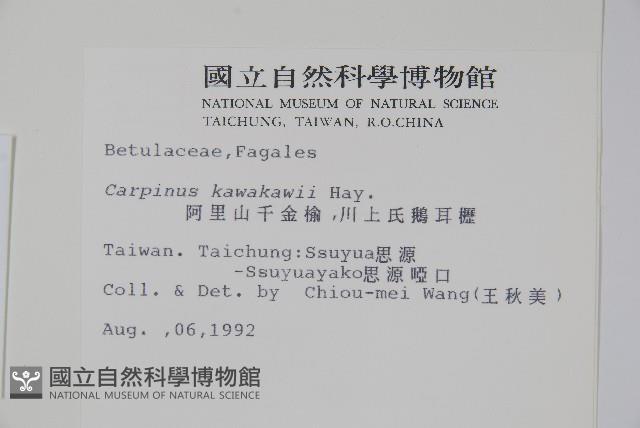 國立自然科學博物館
NATIONAL MUSEUM OF NATURAL SCIENCE
TAICHUNG, TAIWAN, R.O.CHINA
Betulaceae,Fagales
Carpinus kawakawii Hay.
阿里山千金榆,川上氏鵝耳櫪
Taiwan. Taichung:Ssuyua思源
-Ssuyuayako思源啞口
Coll. & Det. by Chiou-mei Wang(王秋美)
Aug. ,06,1992
國立自然科學博物館
NATIONAL MUSEUM OF NATURAL SCIENCE